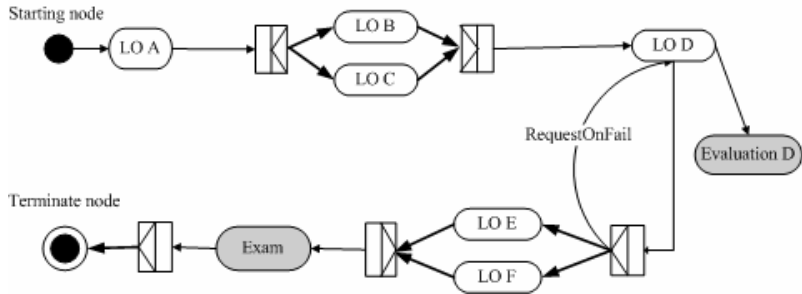 Starting node
LO A
LO B
LO C
LO D
RequestOnFail
Evaluation D
Terminate node
Exam
LO E
LO F